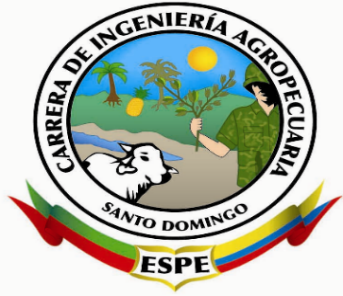 CARRERA DE INGENIERÍA AGROPECUARIA
SANTO DOMINGO
ESPE